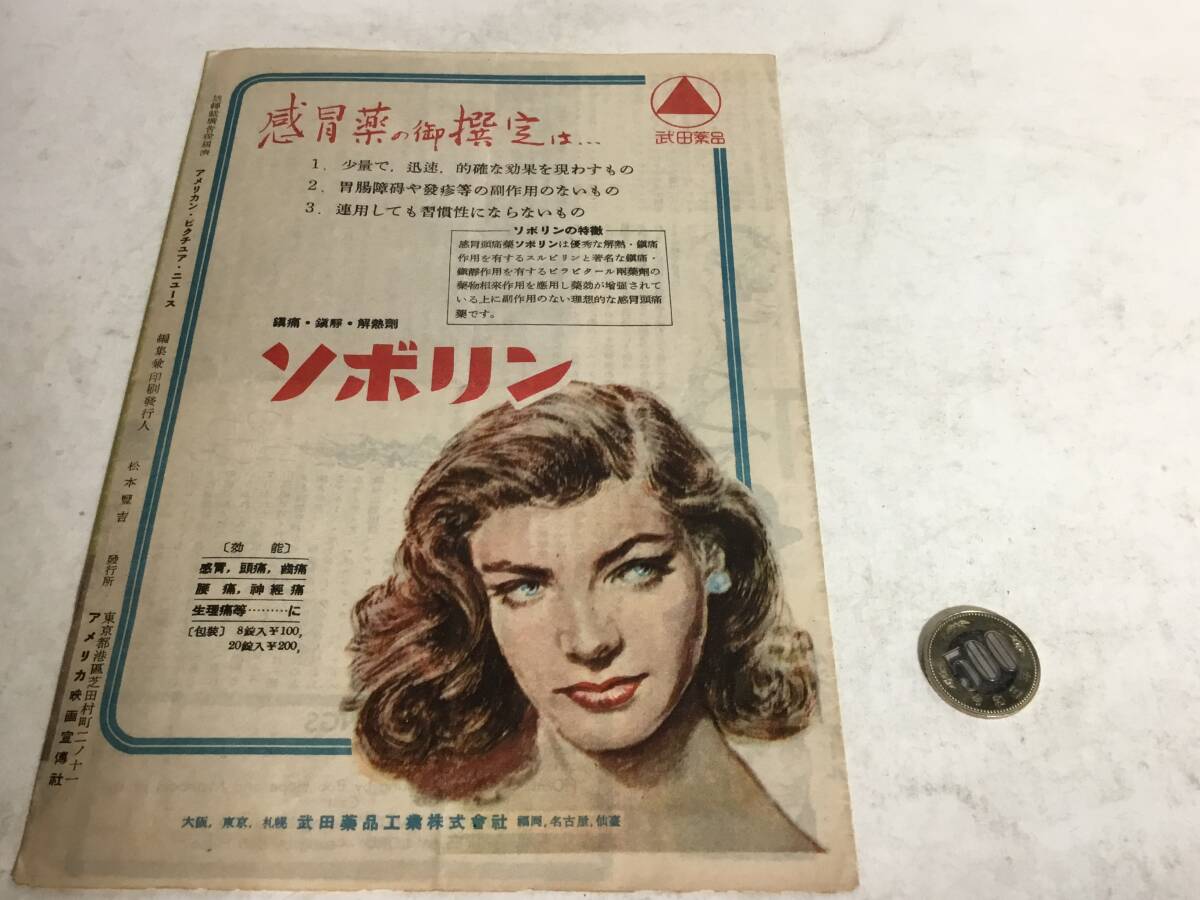 感冒薬の御撰定は…
武田薬品
1. 少量で，迅速，的確な効果を現わすもの
2. 胃腸障碍や發疹等の副作用のないもの
3. 連用しても習慣性にならないもの
ソボリンの特徴
感冒頭痛藥ソボリンは優秀な解熱・鎭痛
作用を有するスルピリンと著名な鎭痛・
鎭靜作用を有するピラビタール兩藥劑の
藥物相乘作用を應用し藥効が增强されて
いる上に副作用のない理想的な感冒頭痛
藥です。
鎭痛・鎭靜・解熱劑
ソボリン
〔効 能〕
感冒，頭痛，齒痛
腰痛，神經痛
生理痛等………に
〔包裝〕 8錠入¥100，
20錠入¥200，
大阪，東京，札幌 武田薬品工業株式會社 福岡，名古屋，仙臺
アメリカン・ピクチュア・ニュース
編集兼印刷發行人
松本
吉
發行所
東京都港區芝田村町二ノ十一
アメリカ映画宣傳社
500